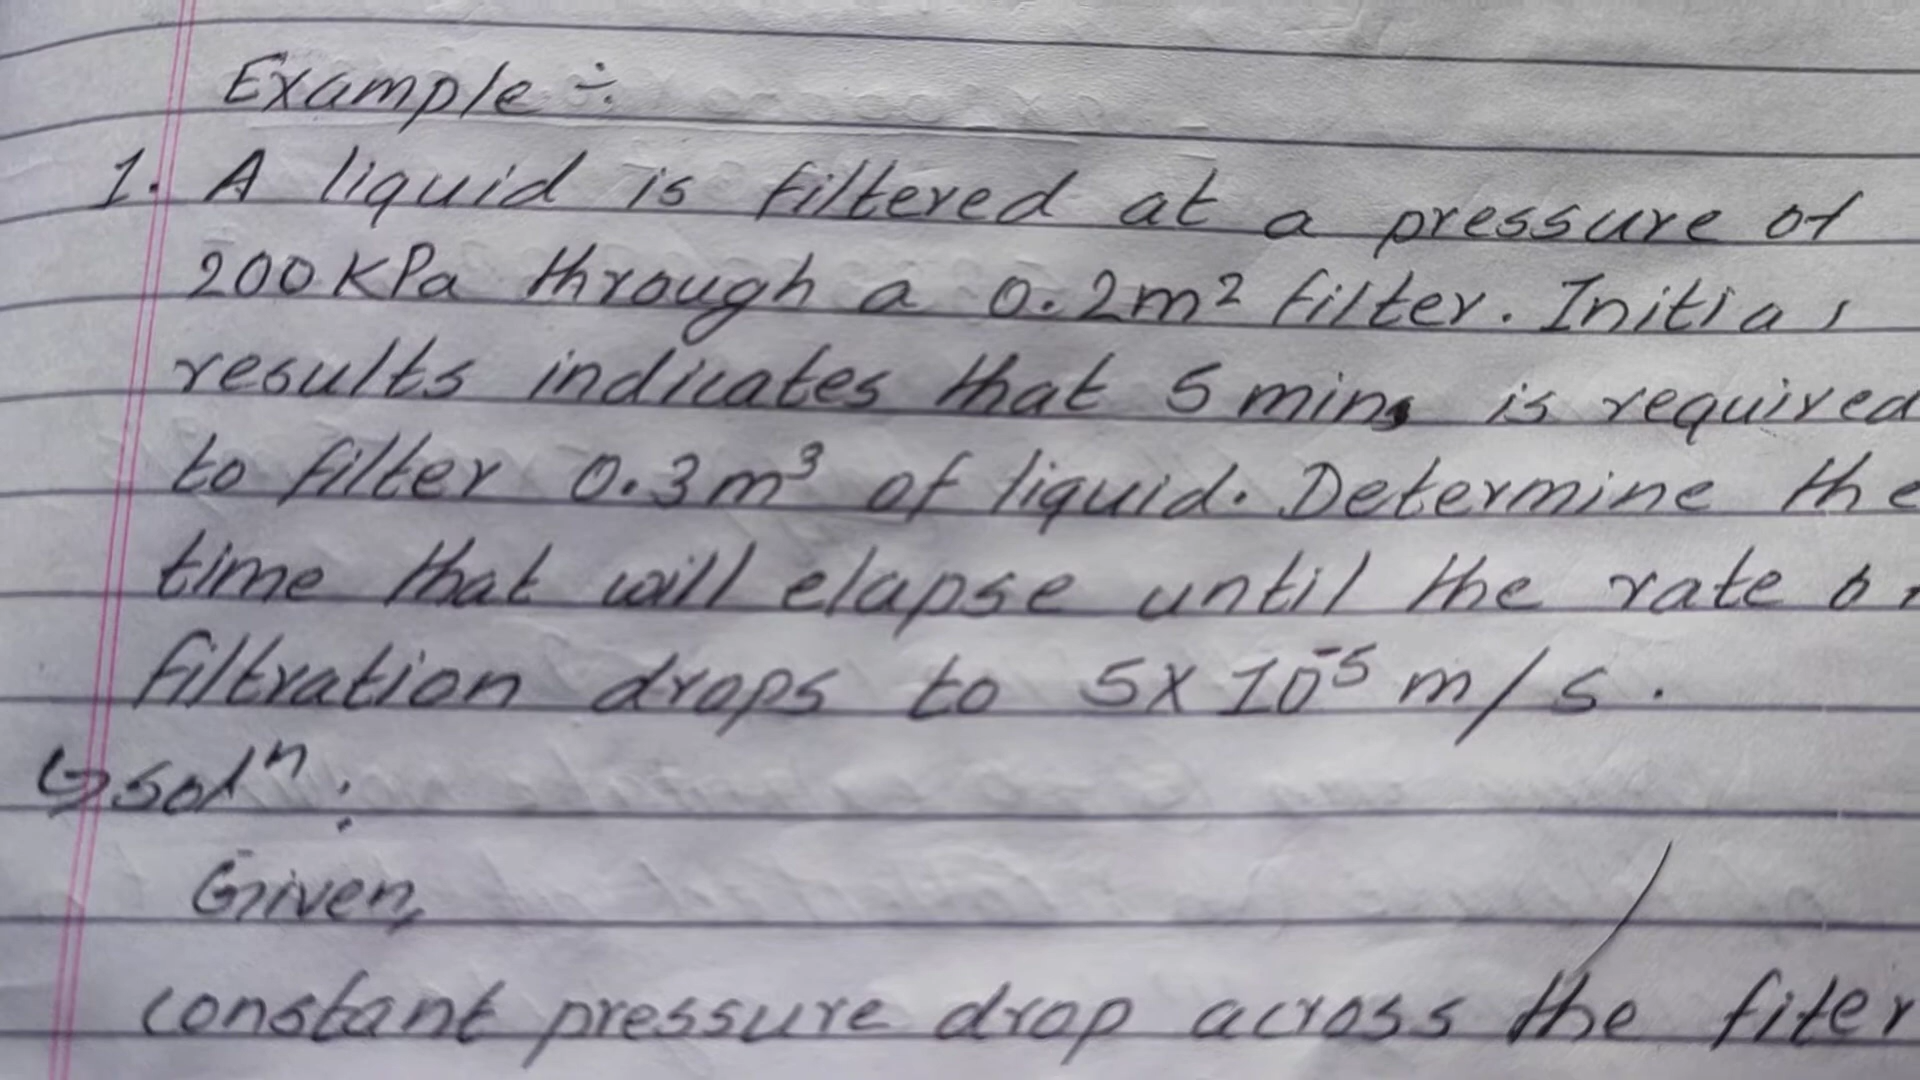 Example ÷
1. A liquid is filtered at a pressure of
200 KPa through a 0.2m² filter. Initial
results indicates that 5 mins is required
to filter 0.3m³ of liquid. Determine the
time that will elapse until the rate of
filtration drops to 5X10⁻⁵ m/s.
↪ solⁿ:
Given,
constant pressure drop across the fiter